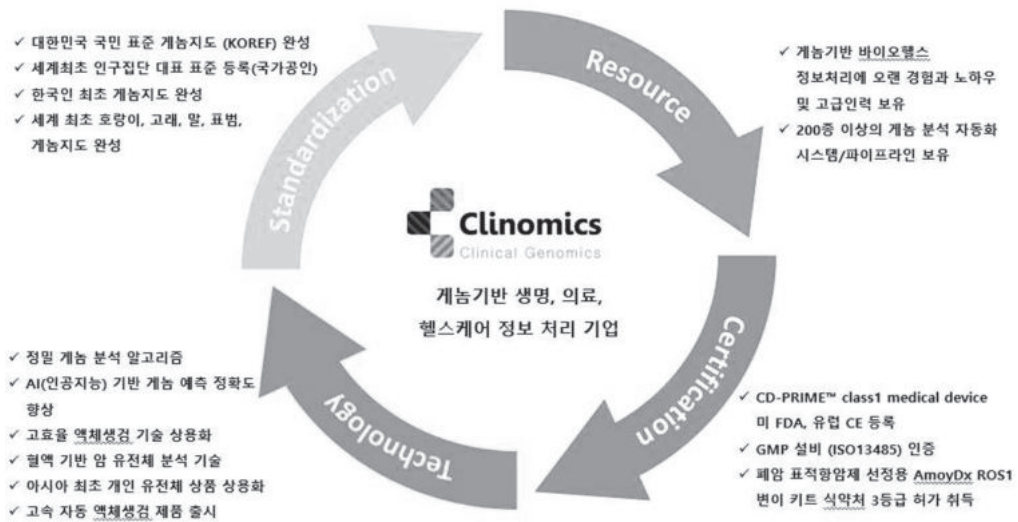 ✓ 대한민국 국민 표준 게놈지도 (KOREF) 완성
✓ 세계최초 인구집단 대표 표준 등록(국가공인)
✓ 한국인 최초 게놈지도 완성
✓ 세계 최초 호랑이, 고래, 말, 표범,
게놈지도 완성
Standardization
Resource
✓ 게놈기반 바이오헬스
정보처리에 오랜 경험과 노하우
및 고급인력 보유
✓ 200종 이상의 게놈 분석 자동화
시스템/파이프라인 보유
Clinomics
Clinical Genomics
게놈기반 생명, 의료,
헬스케어 정보 처리 기업
✓ 정밀 게놈 분석 알고리즘
✓ AI(인공지능) 기반 게놈 예측 정확도
향상
✓ 고효율 액체생검 기술 상용화
✓ 혈액 기반 암 유전체 분석 기술
✓ 아시아 최초 개인 유전체 상품 상용화
✓ 고속 자동 액체생검 제품 출시
Technology
Certification
✓ CD-PRIME™ class1 medical device
미 FDA, 유럽 CE 등록
✓ GMP 설비 (ISO13485) 인증
✓ 폐암 표적항암제 선정용 AmoyDx ROS1
변이 키트 식약처 3등급 허가 취득